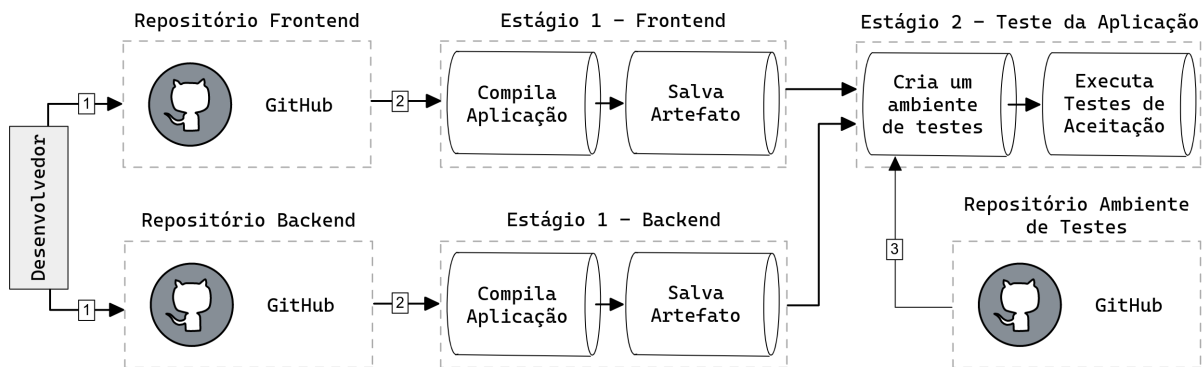 Repositório Frontend
Estágio 1 - Frontend
Estágio 2 - Teste da Aplicação
Desenvolvedor
1
GitHub
2
Compila
Aplicação
Salva
Artefato
Cria um
ambiente
de testes
Executa
Testes de
Aceitação
Repositório Backend
Estágio 1 - Backend
Repositório Ambiente
de Testes
1
GitHub
2
Compila
Aplicação
Salva
Artefato
3
GitHub